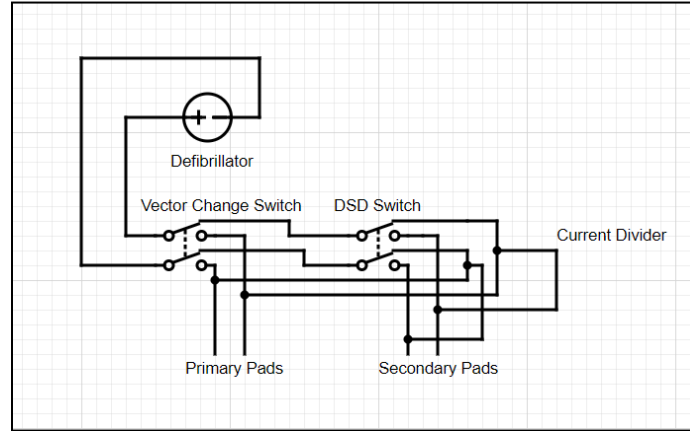 Defibrillator
Vector Change Switch
DSD Switch
Current Divider
Primary Pads
Secondary Pads